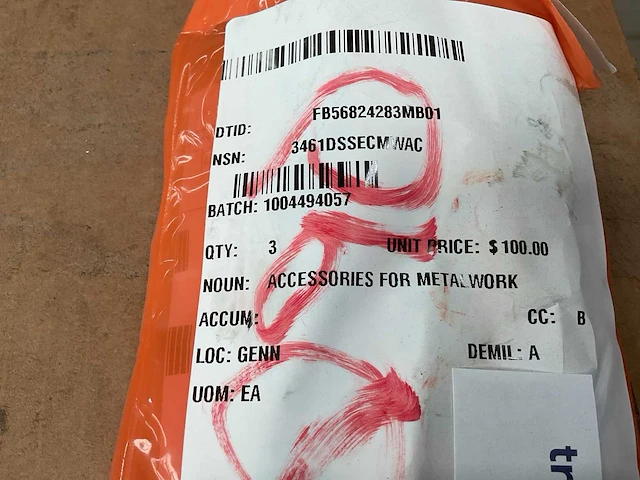 FB56824283MB01
DTID:
NSN: 3461DSSECMWAC
BATCH: 1004494057
QTY: 3 UNIT PRICE: $ 100.00
NOUN: ACCESSORIES FOR METALWORK
ACCUM: CC: B
LOC: GENN DEMIL: A
UOM: EA
tr